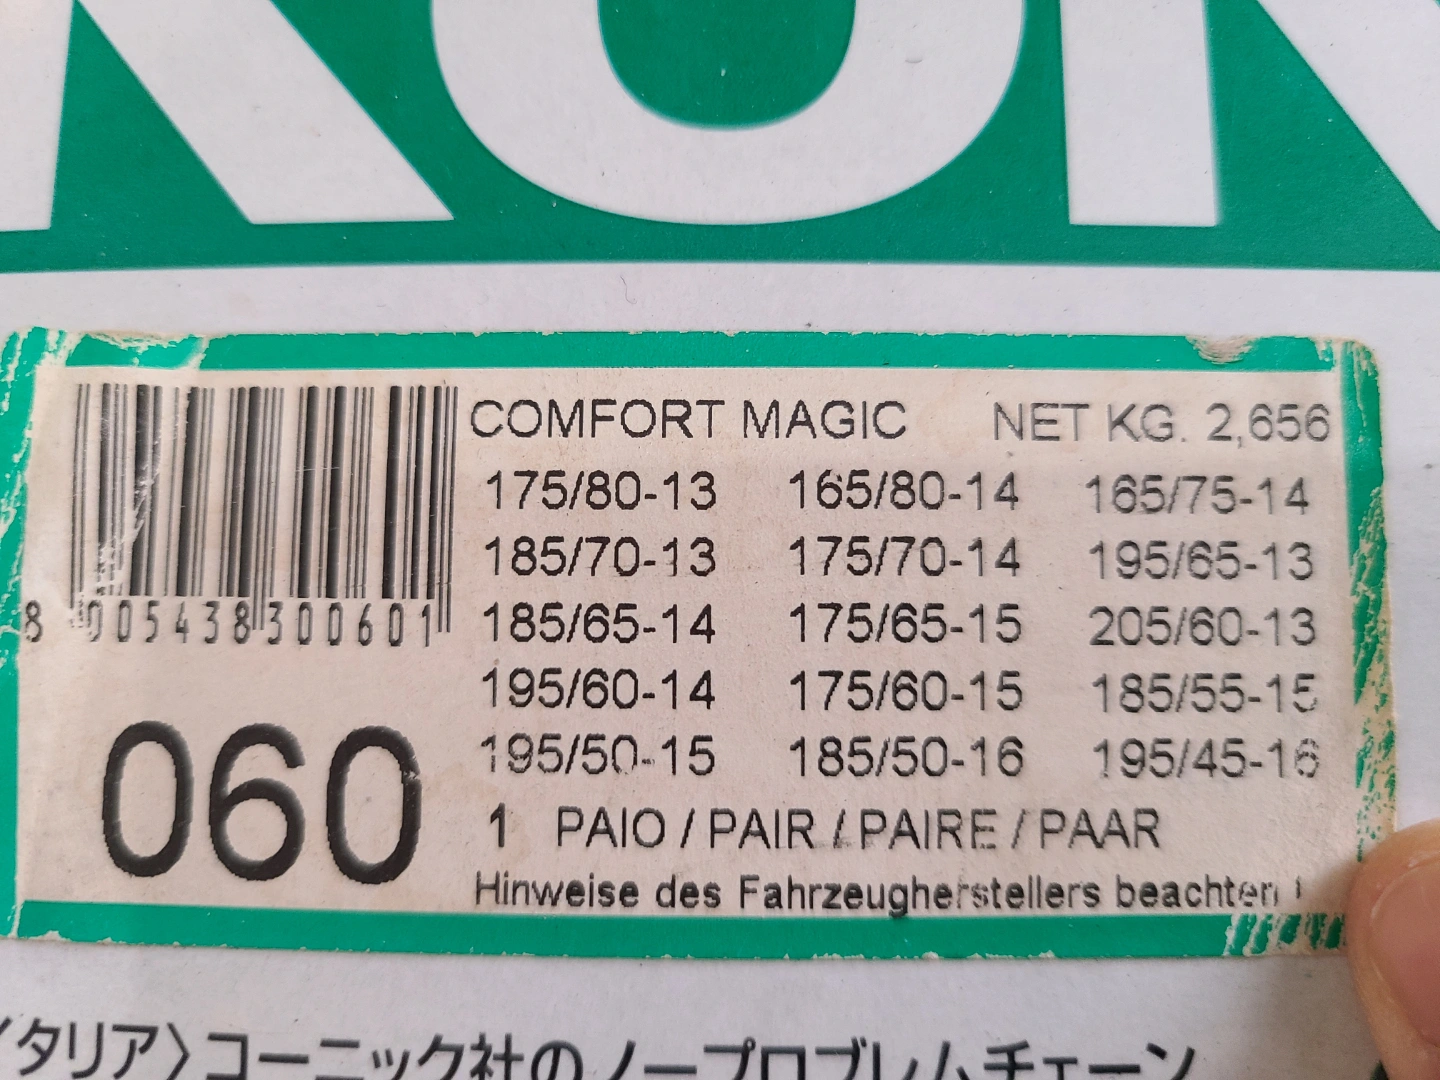 COMFORT MAGIC NET KG. 2,656
175/80-13 165/80-14 165/75-14
185/70-13 175/70-14 195/65-13
185/65-14 175/65-15 205/60-13
195/60-14 175/60-15 185/55-15
195/50-15 185/50-16 195/45-16
8 005438 300601
060
1 PAIO / PAIR / PAIRE / PAAR
Hinweise des Fahrzeugherstellers beachten !
イタリア〉コーニック社のノープロブレムチェーン